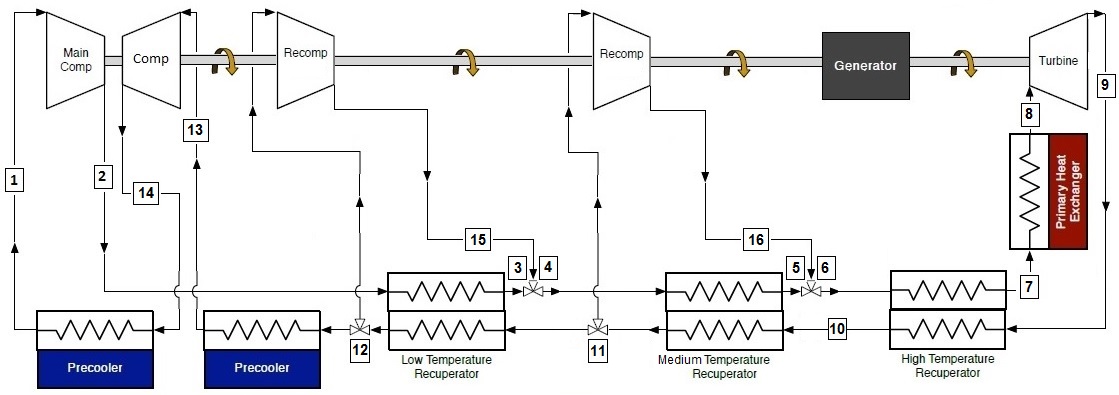 Main
Comp
Comp
Recomp
Recomp
Generator
Turbine
9
8
13
1
2
14
Primary Heat
Exchanger
15
16
3
4
5
6
7
10
12
11
Precooler
Precooler
Low Temperature
Recuperator
Medium Temperature
Recuperator
High Temperature
Recuperator